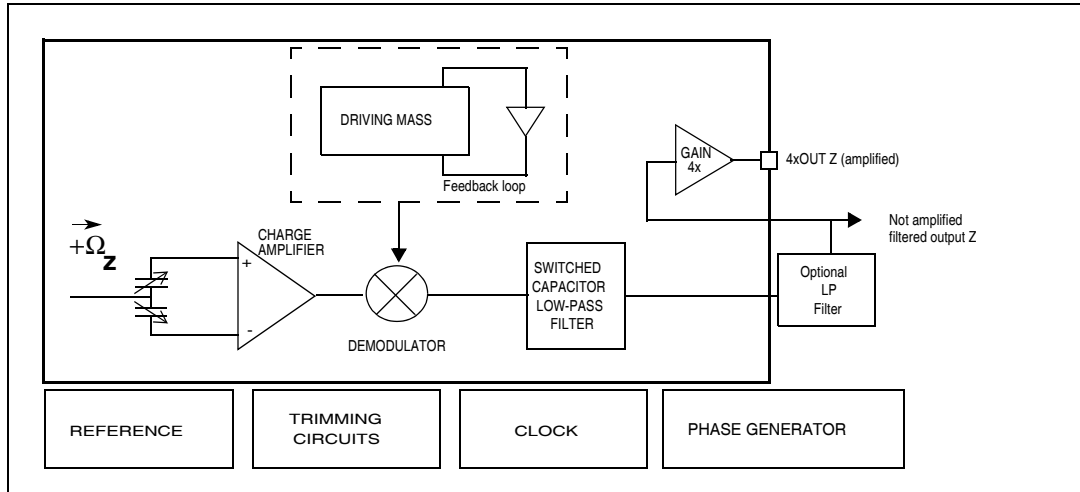 DRIVING MASS
Feedback loop
GAIN
4x
4xOUT Z (amplified)
Not amplified
filtered output Z
+Ω
z
CHARGE
AMPLIFIER
+
-
DEMODULATOR
SWITCHED
CAPACITOR
LOW-PASS
FILTER
Optional
LP
Filter
REFERENCE
TRIMMING
CIRCUITS
CLOCK
PHASE GENERATOR